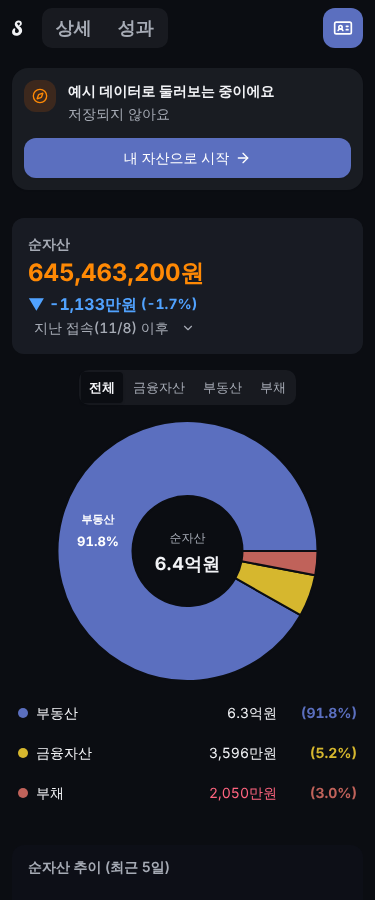 상세 성과
예시 데이터로 둘러보는 중이에요
저장되지 않아요
내 자산으로 시작 →
순자산
645,463,200원
▼ -1,133만원 (-1.7%)
지난 접속(11/8) 이후
전체 금융자산 부동산 부채
부동산
91.8%
순자산
6.4억원
부동산 6.3억원 (91.8%)
금융자산 3,596만원 (5.2%)
부채 2,050만원 (3.0%)
순자산 추이 (최근 5일)